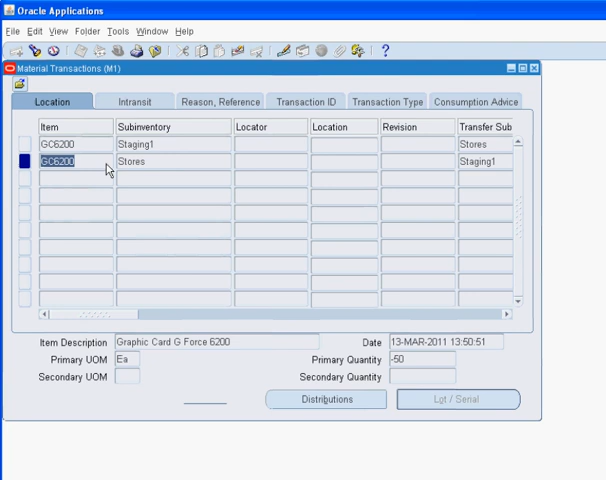 Oracle Applications
File Edit View Folder Tools Window Help
Material Transactions (M1)
Location Intransit Reason, Reference Transaction ID Transaction Type Consumption Advice
Item Subinventory Locator Location Revision Transfer Sub
GC6200 Staging1 Stores
GC6200 Stores Staging1
Item Description Graphic Card G Force 6200 Date 13-MAR-2011 13:50:51
Primary UOM Ea Primary Quantity -50
Secondary UOM Secondary Quantity
Distributions Lot / Serial